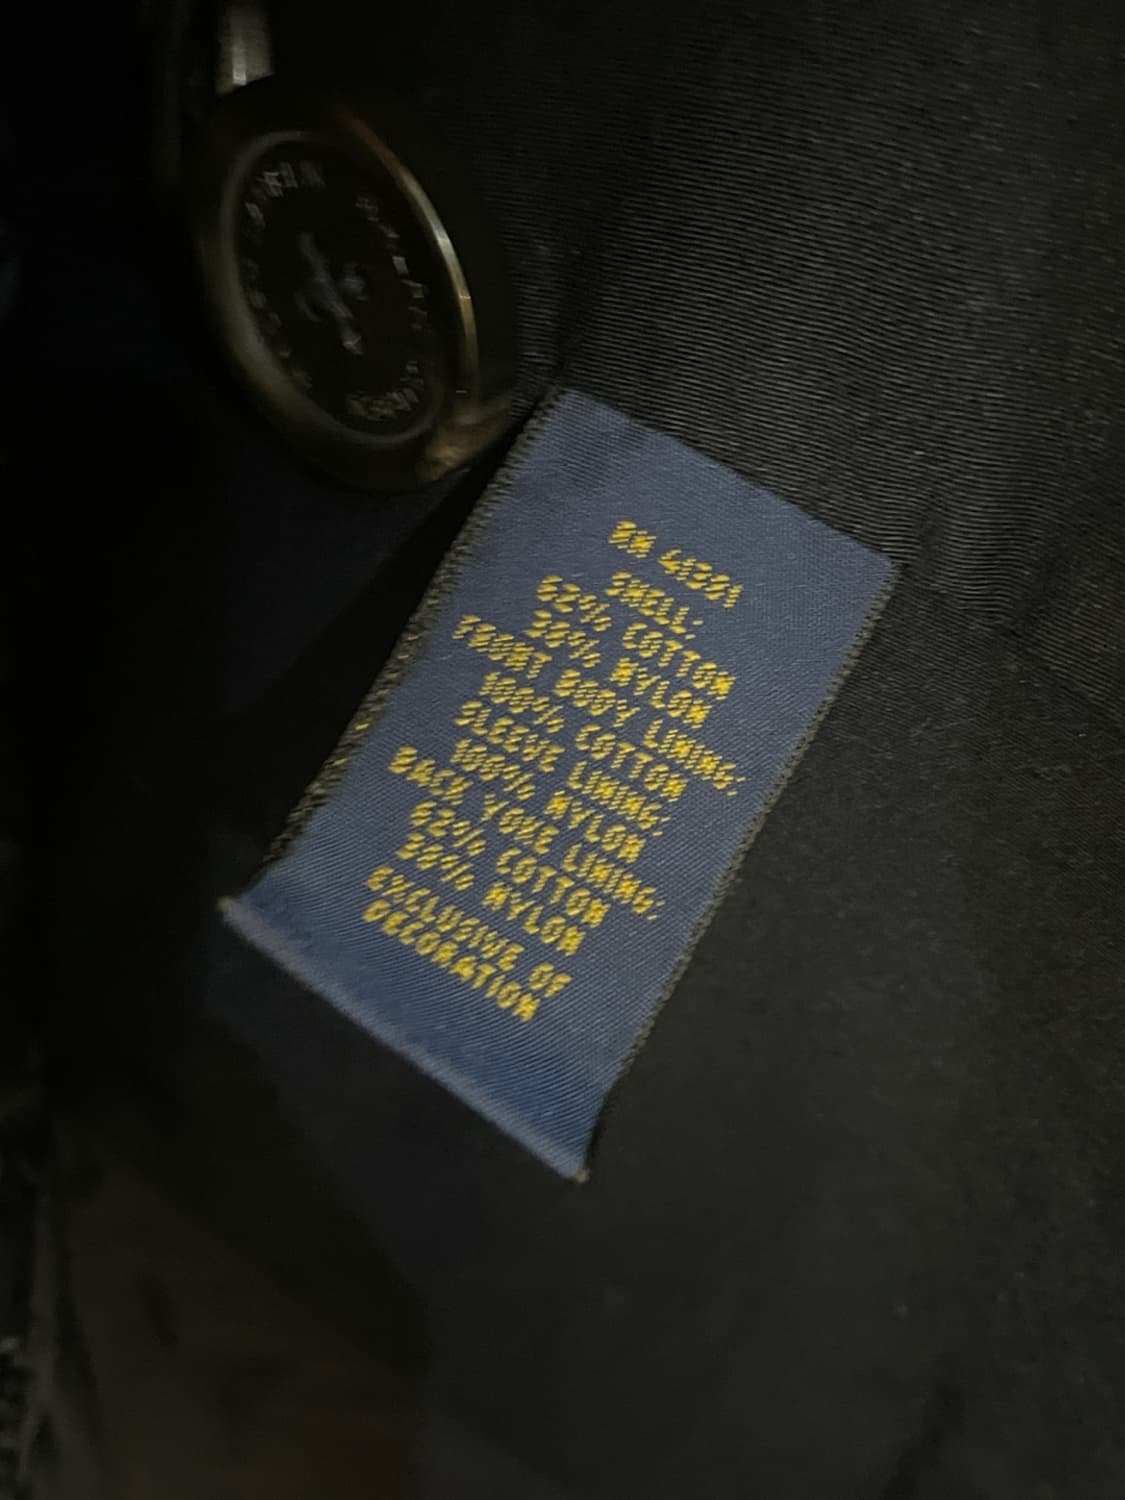 RN 41381
SHELL:
62% COTTON
38% NYLON
FRONT BODY LINING:
100% COTTON
SLEEVE LINING:
100% NYLON
BACK YOKE LINING:
62% COTTON
38% NYLON
EXCLUSIVE OF
DECORATION